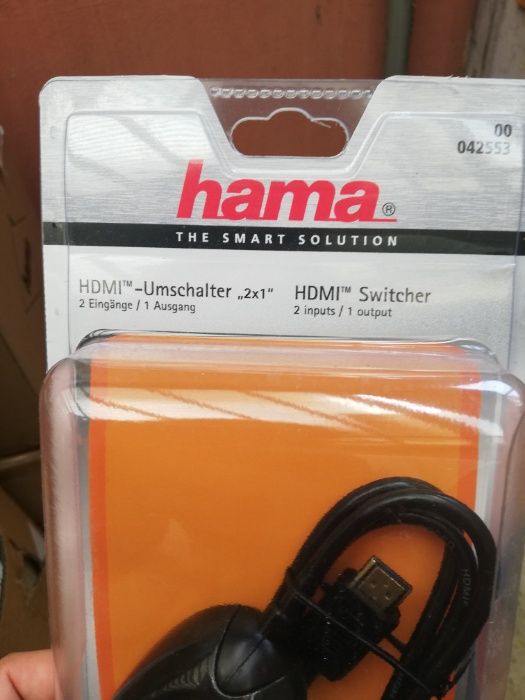 00
042553
hama®
THE SMART SOLUTION
HDMI™-Umschalter „2x1“ HDMI™ Switcher
2 Eingänge / 1 Ausgang 2 inputs / 1 output
HDMI